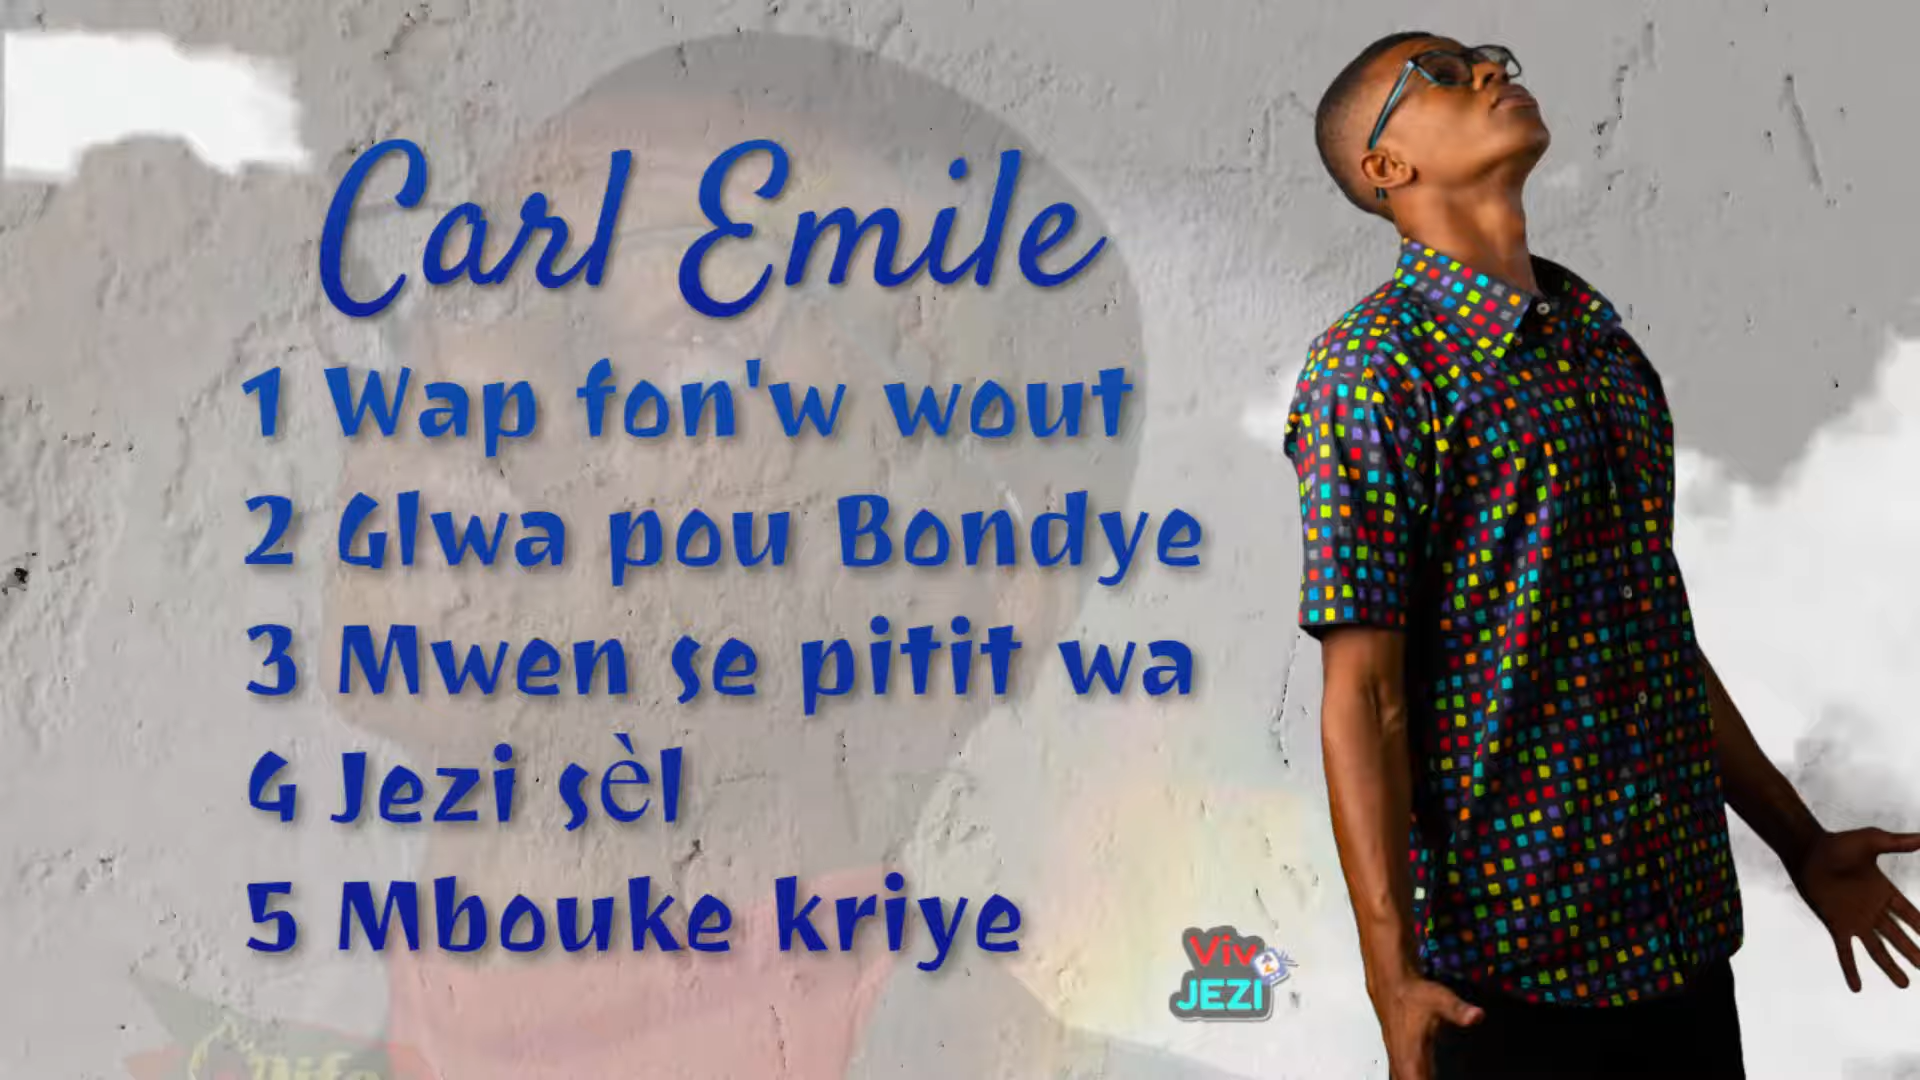 Carl Emile
1 Wap fon'w wout
2 Glwa pou Bondye
3 Mwen se pitit wa
4 Jezi sèl
5 Mbouke kriye
Viv
JEZI